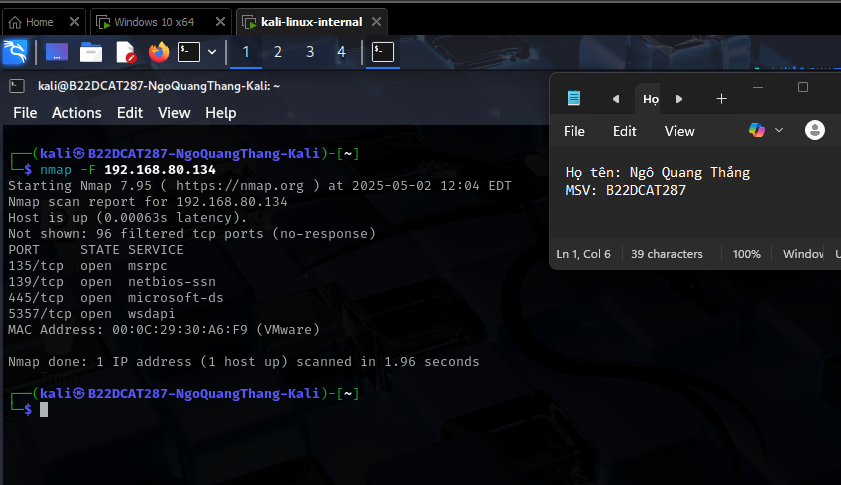 Home
Windows 10 x64
kali-linux-internal
1 2 3 4
kali@B22DCAT287-NgoQuangThang-Kali: ~
File Actions Edit View Help
┌──(kali㉿B22DCAT287-NgoQuangThang-Kali)-[~]
└─$ nmap -F 192.168.80.134
Starting Nmap 7.95 ( https://nmap.org ) at 2025-05-02 12:04 EDT
Nmap scan report for 192.168.80.134
Host is up (0.00063s latency).
Not shown: 96 filtered tcp ports (no-response)
PORT     STATE SERVICE
135/tcp  open  msrpc
139/tcp  open  netbios-ssn
445/tcp  open  microsoft-ds
5357/tcp open  wsdapi
MAC Address: 00:0C:29:30:A6:F9 (VMware)
Nmap done: 1 IP address (1 host up) scanned in 1.96 seconds
┌──(kali㉿B22DCAT287-NgoQuangThang-Kali)-[~]
└─$
Họ
File Edit View
Họ tên: Ngô Quang Thắng
MSV: B22DCAT287
Ln 1, Col 6 39 characters 100% Window